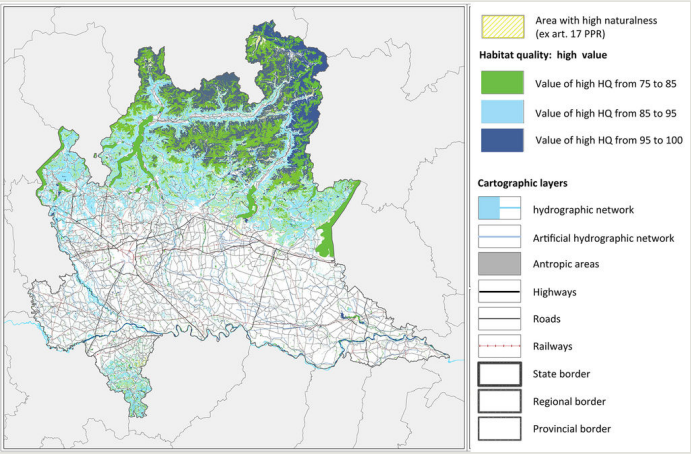 Area with high naturalness
(ex art. 17 PPR)
Habitat quality: high value
Value of high HQ from 75 to 85
Value of high HQ from 85 to 95
Value of high HQ from 95 to 100
Cartographic layers
hydrographic network
Artificial hydrographic network
Antropic areas
Highways
Roads
Railways
State border
Regional border
Provincial border